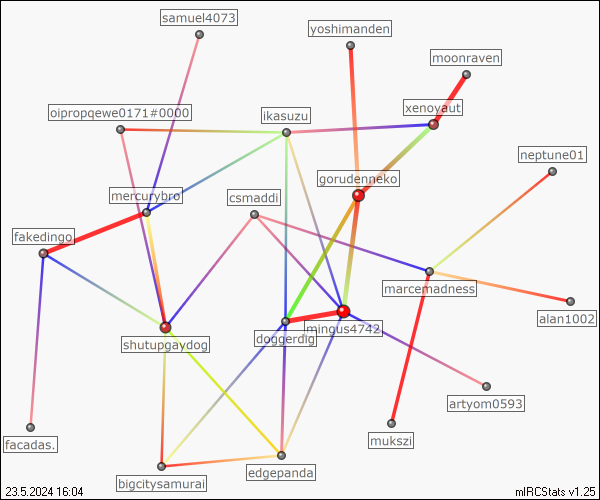 samuel4073
yoshimanden
moonraven
oipropqewe0171#0000
ikasuzu
xenoyaut
neptune01
gorudenneko
mercurybro
csmaddi
fakedingo
marcemadness
alan1002
mingus4742
doggerdig
shutupgaydog
artyom0593
mukszi
facadas.
edgepanda
bigcitysamurai
23.5.2024 16:04
mIRCStats v1.25